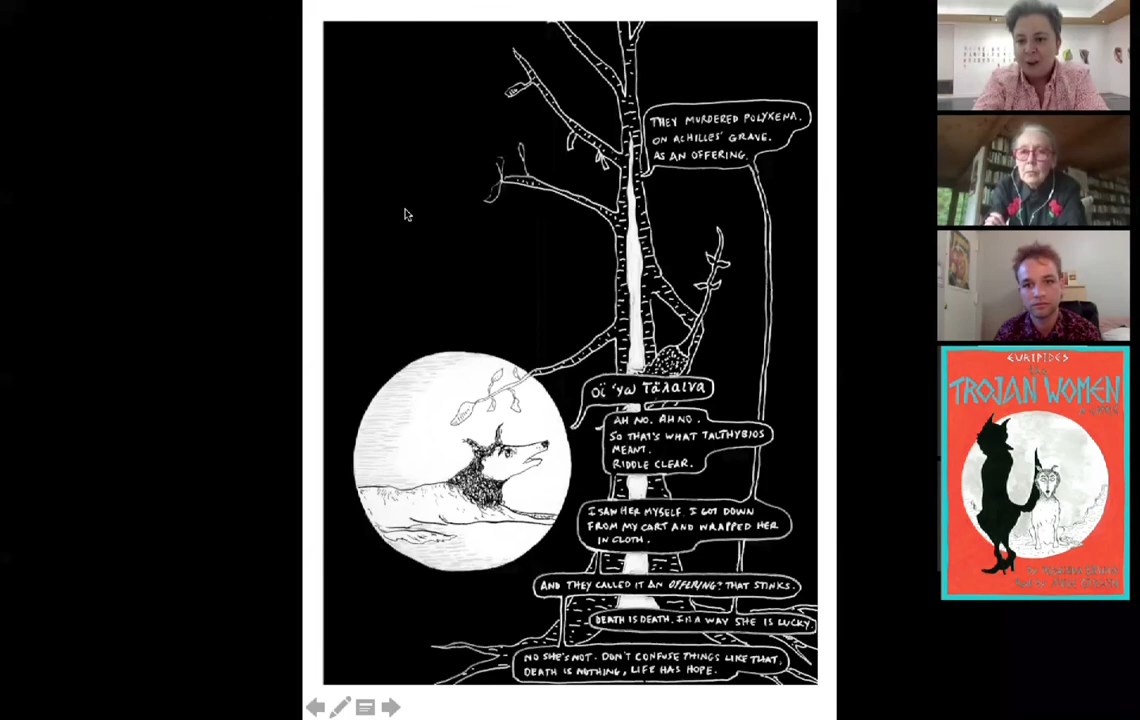 THEY MURDERED POLYXENA.
ON ACHILLES' GRAVE.
AS AN OFFERING.
οἲ 'γω τάλαινα
AH NO. AH NO.
SO THAT'S WHAT TALTHYBIOS
MEANT.
RIDDLE CLEAR.
I SAW HER MYSELF. I GOT DOWN
FROM MY CART AND WRAPPED HER
IN CLOTH.
AND THEY CALLED IT AN OFFERING? THAT STINKS.
DEATH IS DEATH. IN A WAY SHE IS LUCKY.
NO SHE'S NOT. DON'T CONFUSE THINGS LIKE THAT.
DEATH IS NOTHING, LIFE HAS HOPE.
EURIPIDES
the
TROJAN WOMEN